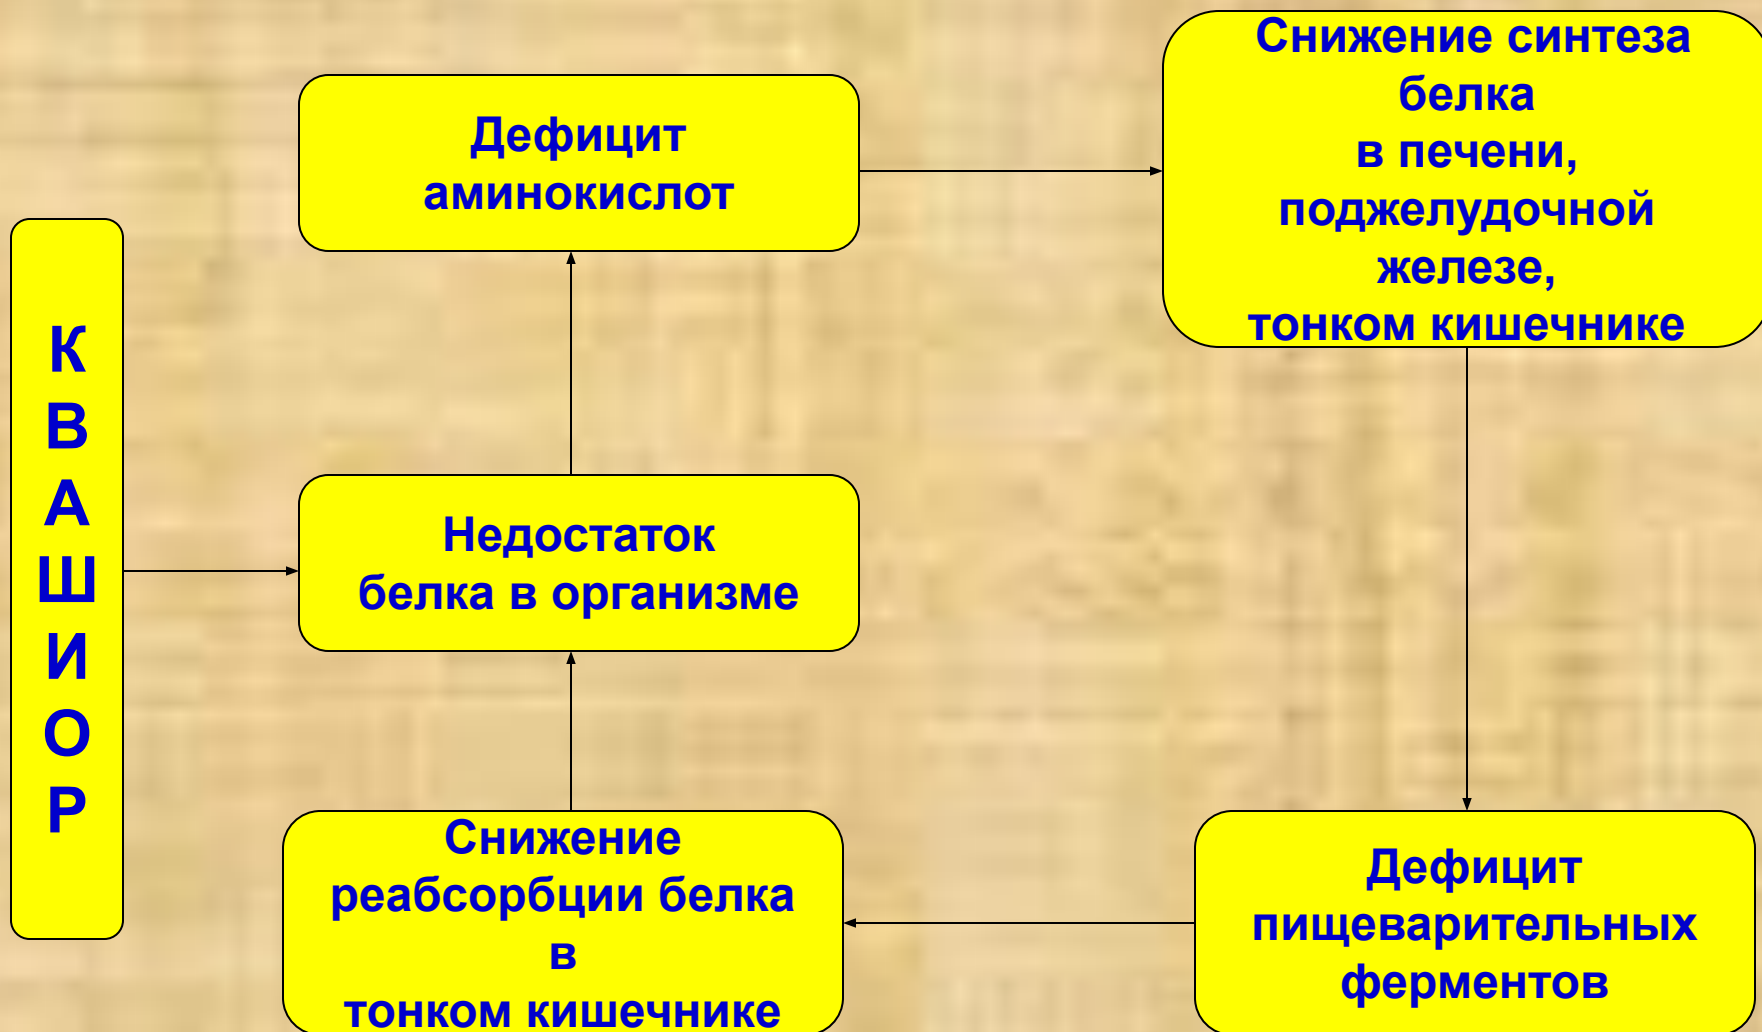 К
В
А
Ш
И
О
Р
Дефицит
аминокислот
Снижение синтеза
белка
в печени,
поджелудочной
железе,
тонком кишечнике
Недостаток
белка в организме
Снижение
реабсорбции белка
в
тонком кишечнике
Дефицит
пищеварительных
ферментов